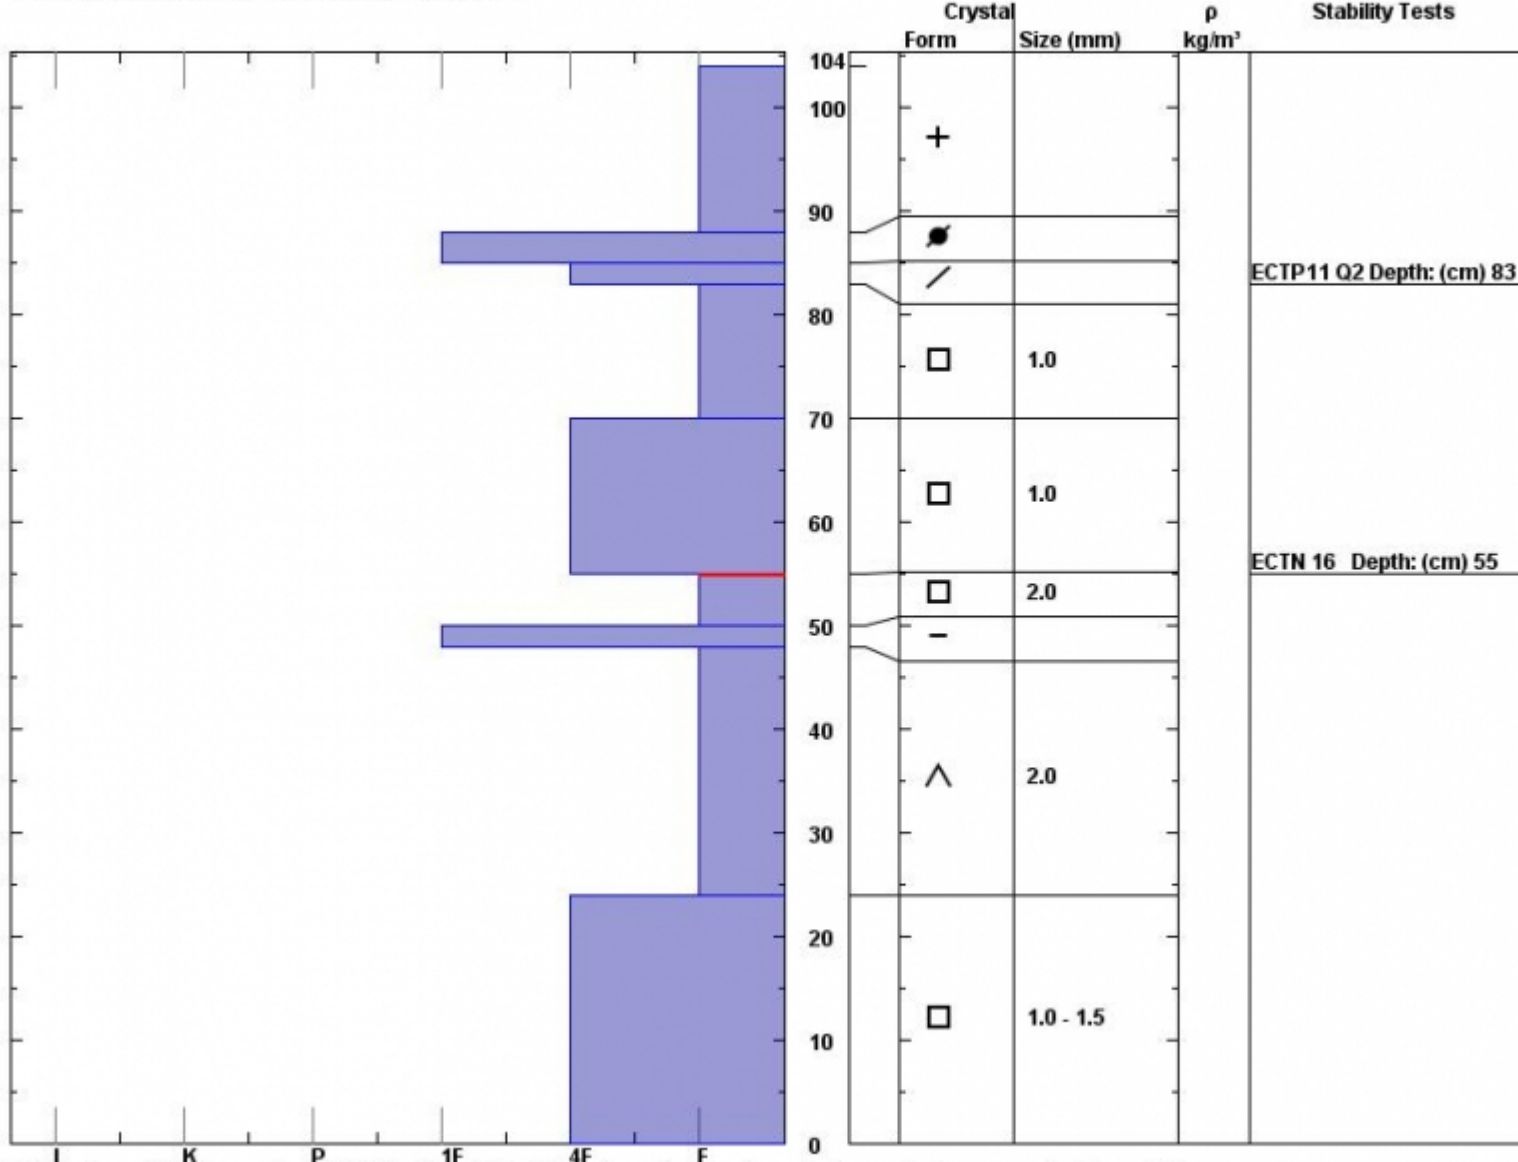 Crystal ρ Stability Tests
Form Size (mm) kg/m³
104
100
90
ECTP11 Q2 Depth: (cm) 83
80
1.0
70
1.0
60
ECTN 16 Depth: (cm) 55
2.0
50
40
2.0
30
20
1.0 - 1.5
10
0
I K P 1F 4F F